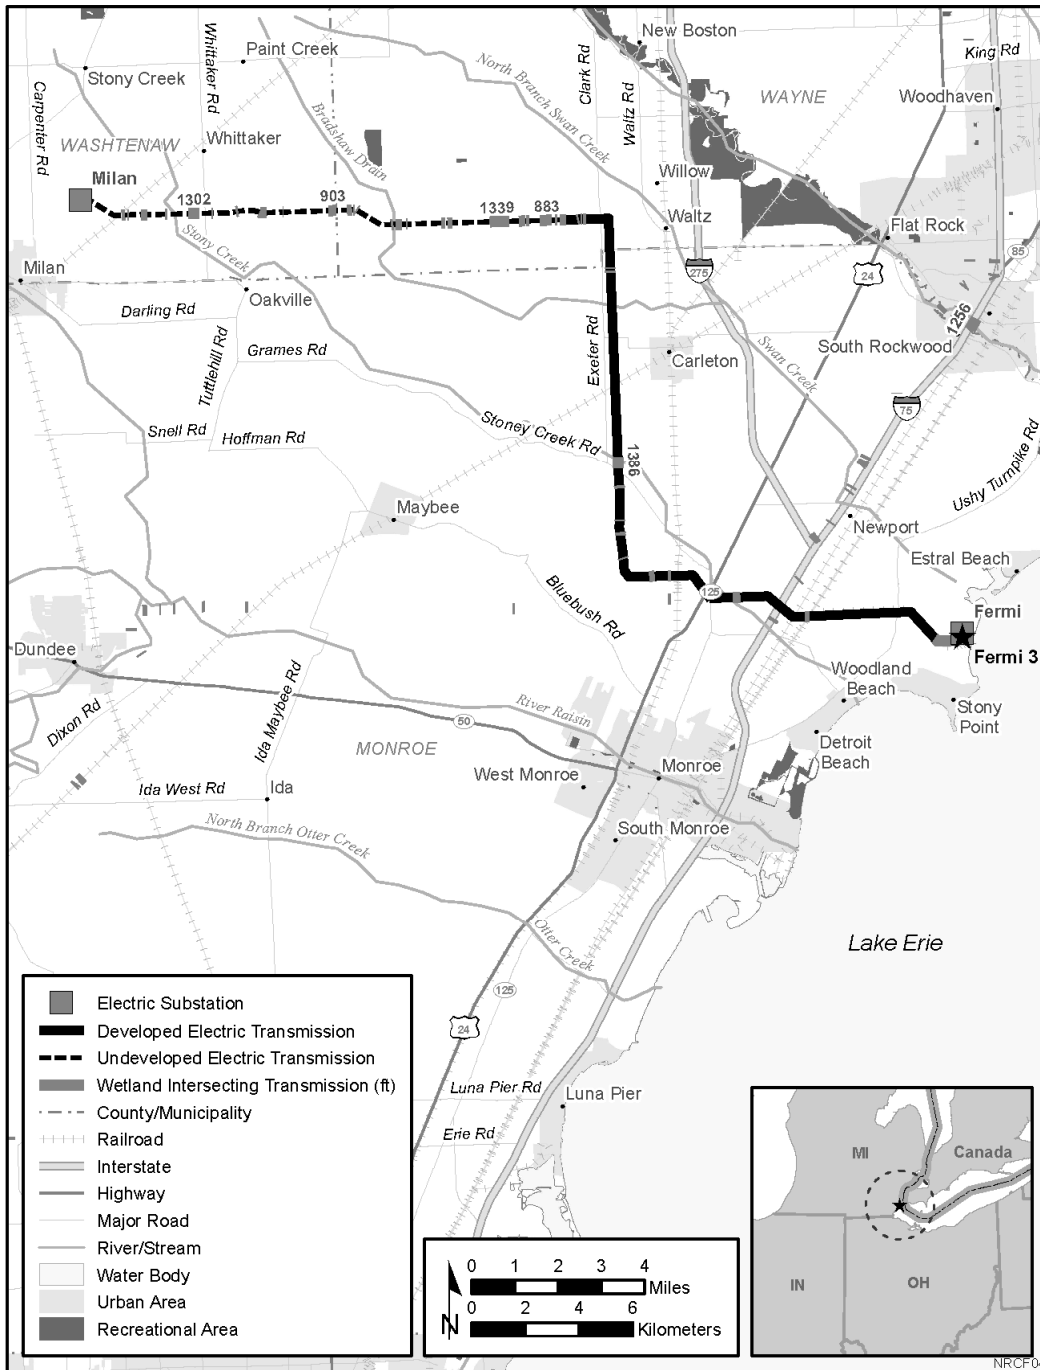 New Boston
King Rd
Paint Creek
Whittaker Rd
Clark Rd
Stony Creek
North Branch Swan Creek
Waltz Rd
WAYNE
Woodhaven
Carpenter Rd
Bradshaw Drain
WASHTENAW
Whittaker
Milan
Willow
1302
903
1339
883
Waltz
Flat Rock
Stony Creek
85
Milan
275
24
Oakville
Darling Rd
1256
Exeter Rd
South Rockwood
Grames Rd
Carleton
Swan Creek
Tuttlehill Rd
75
Snell Rd
Hoffman Rd
Stoney Creek Rd
1386
Ushy Turnpike Rd
Maybee
Newport
Estral Beach
Bluebush Rd
125
Fermi
Fermi 3
Dundee
Woodland
Beach
Dixon Rd
Ida Maybee Rd
River Raisin
50
Stony
Point
MONROE
Detroit
Beach
West Monroe
Monroe
Ida West Rd
Ida
North Branch Otter Creek
South Monroe
Otter Creek
Lake Erie
125
24
Luna Pier Rd
Luna Pier
Erie Rd
Electric Substation
Developed Electric Transmission
Undeveloped Electric Transmission
Wetland Intersecting Transmission (ft)
County/Municipality
Railroad
Interstate
Highway
Major Road
River/Stream
Water Body
Urban Area
Recreational Area
N
0 1 2 3 4
Miles
0 2 4 6
Kilometers
MI
Canada
IN
OH